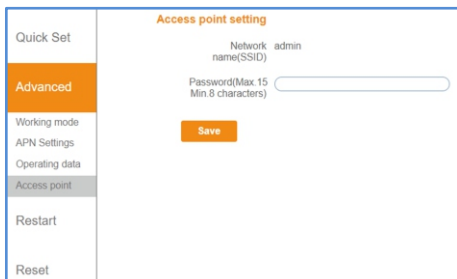 Quick Set
Advanced
Working mode
APN Settings
Operating data
Access point
Restart
Reset
Access point setting
Network admin
name(SSID)
Password(Max.15
Min.8 characters)
Save